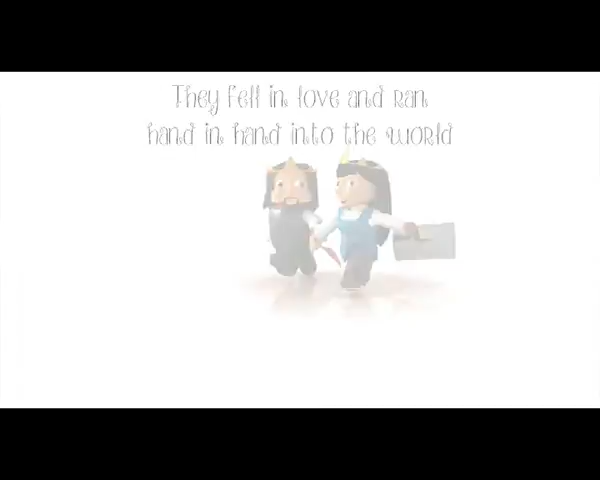 They fell in love and ran
hand in hand into the world